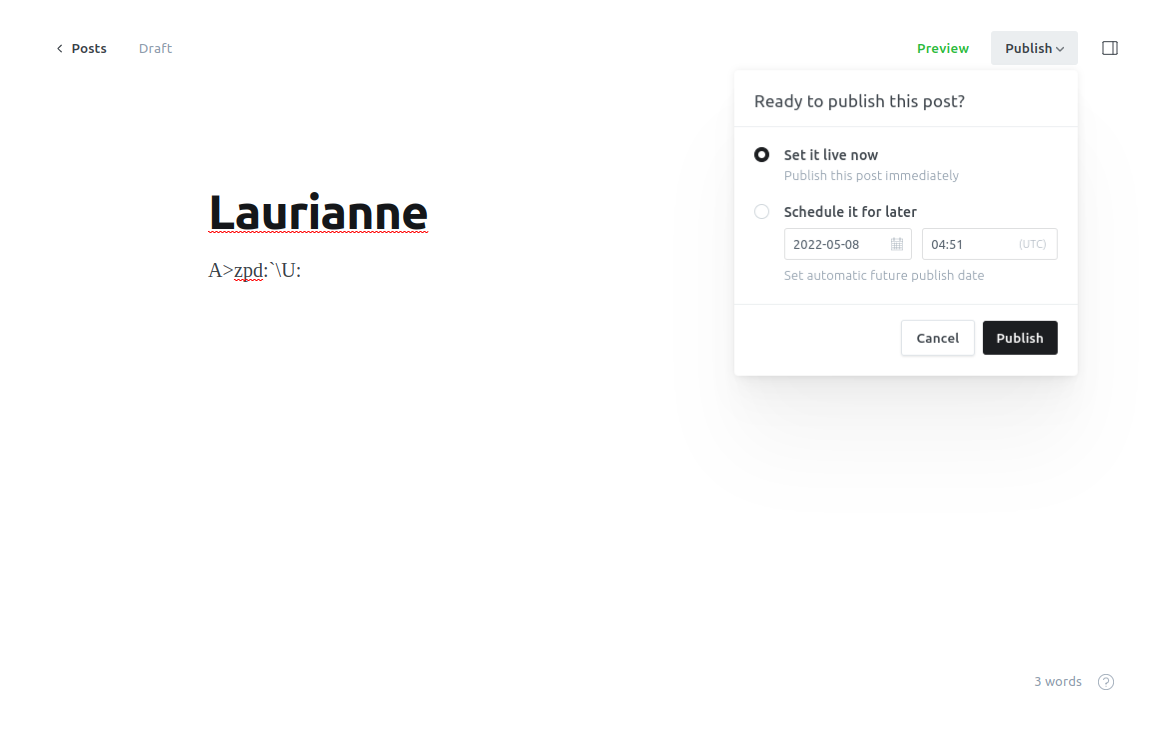 Posts Draft Preview Publish
Ready to publish this post?
Set it live now
Publish this post immediately
Laurianne
A>zpd:`\U:
Schedule it for later
2022-05-08 04:51 (UTC)
Set automatic future publish date
Cancel Publish
3 words